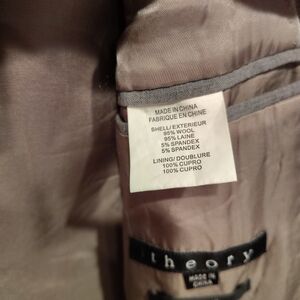 MADE IN CHINA
FABRIQUE EN CHINE
SHELL/ EXTERIEUR
95% WOOL
95% LAINE
5% SPANDEX
5% SPANDEX
LINING/ DOUBLURE
100% CUPRO
100% CUPRO
theory
MADE IN
CHINA